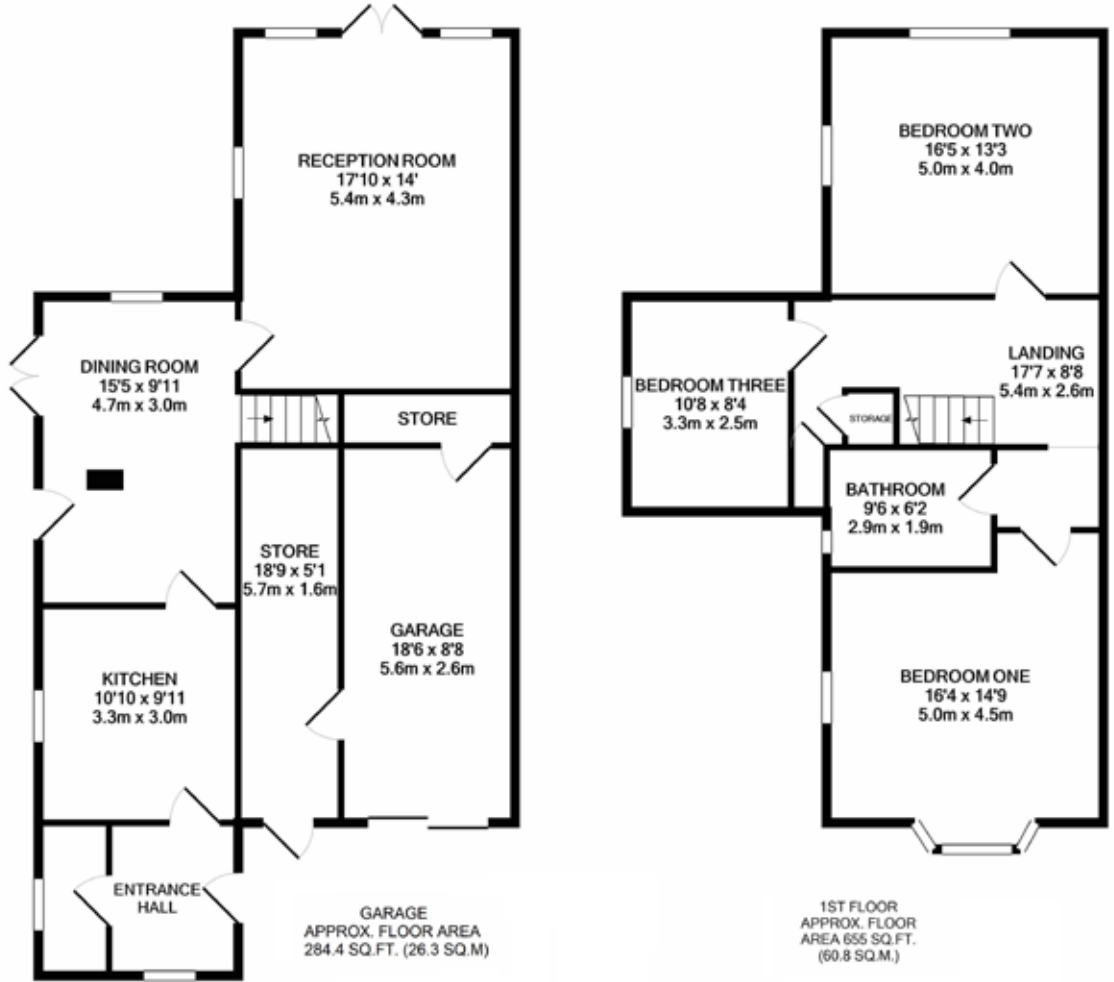 RECEPTION ROOM
17'10 x 14'
5.4m x 4.3m
DINING ROOM
15'5 x 9'11
4.7m x 3.0m
STORE
STORE
18'9 x 5'1
5.7m x 1.6m
GARAGE
18'6 x 8'8
5.6m x 2.6m
KITCHEN
10'10 x 9'11
3.3m x 3.0m
ENTRANCE
HALL
GARAGE
APPROX. FLOOR AREA
284.4 SQ.FT. (26.3 SQ.M)
BEDROOM TWO
16'5 x 13'3
5.0m x 4.0m
LANDING
17'7 x 8'8
5.4m x 2.6m
BEDROOM THREE
10'8 x 8'4
3.3m x 2.5m
STORAGE
BATHROOM
9'6 x 6'2
2.9m x 1.9m
BEDROOM ONE
16'4 x 14'9
5.0m x 4.5m
1ST FLOOR
APPROX. FLOOR
AREA 655 SQ.FT.
(60.8 SQ.M.)